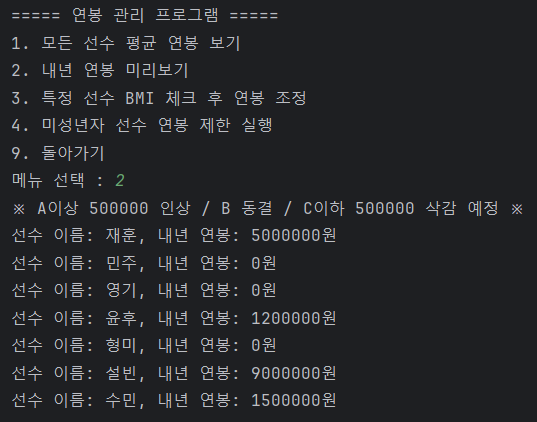 ===== 연봉 관리 프로그램 =====
1. 모든 선수 평균 연봉 보기
2. 내년 연봉 미리보기
3. 특정 선수 BMI 체크 후 연봉 조정
4. 미성년자 선수 연봉 제한 실행
9. 돌아가기
메뉴 선택 : 2
※ A이상 500000 인상 / B 동결 / C이하 500000 삭감 예정 ※
선수 이름: 재훈, 내년 연봉: 5000000원
선수 이름: 민주, 내년 연봉: 0원
선수 이름: 영기, 내년 연봉: 0원
선수 이름: 윤후, 내년 연봉: 1200000원
선수 이름: 형미, 내년 연봉: 0원
선수 이름: 설빈, 내년 연봉: 9000000원
선수 이름: 수민, 내년 연봉: 1500000원